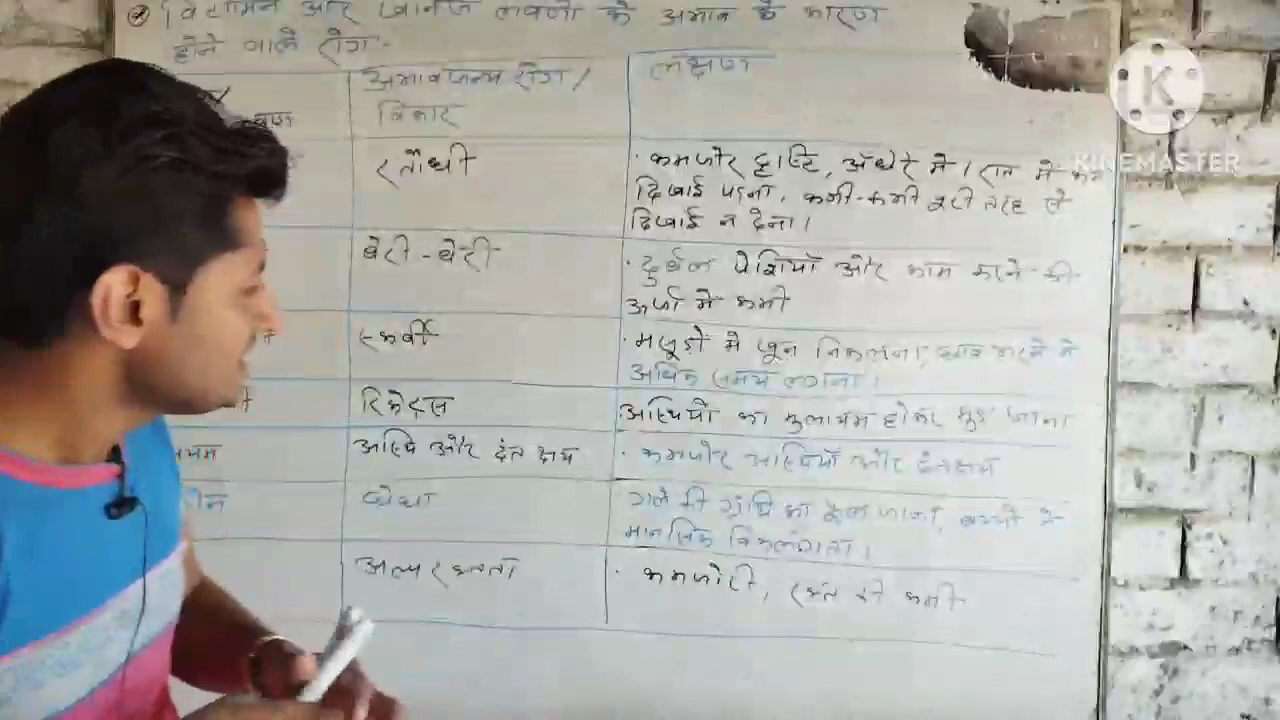 विटामिन और खनिज लवणों के अभाव के कारण
होने वाले रोग -
अभावजन्य रोग / लक्षण
विकार
रतौंधी
· कमजोर दृष्टि, अँधेरे में / रात में कम
दिखाई पड़ना, कभी-कभी पूरी तरह से
दिखाई न देना।
बेरी-बेरी
· दुर्बल पेशियाँ और काम करने की
ऊर्जा में कमी
स्कर्वी
· मसूड़ों से खून निकलना, घाव भरने में
अधिक समय लगना।
रिकेट्स
अस्थियों का मुलायम होकर मुड़ जाना
अस्थि और दंत क्षय
· कमजोर अस्थियाँ और दंतक्षय
घेंघा
गले की ग्रंथि का फूल जाना, बच्चों में
मानसिक विकलांगता।
अल्परक्तता
· कमजोरी, रक्त की कमी
K
KINEMASTER